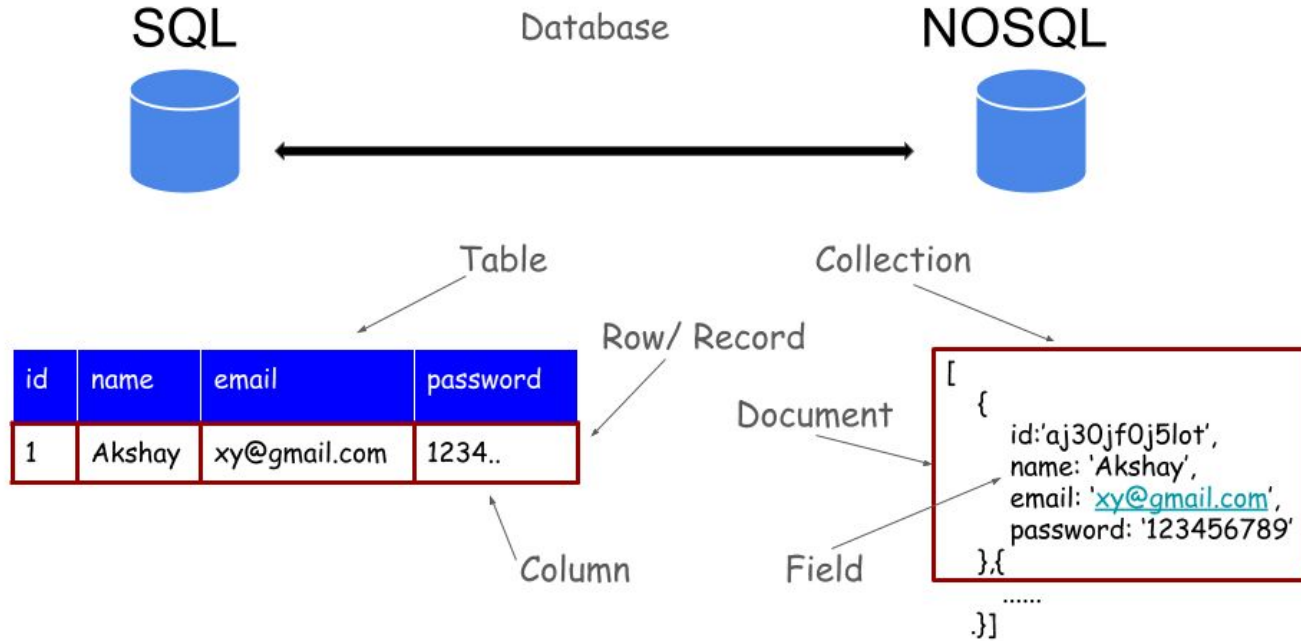 SQL
Database
NOSQL
Table
Collection
Row/ Record
id name email password
1 Akshay xy@gmail.com 1234..
Document
Column
Field
[
{
id:'aj30jf0j5lot',
name: 'Akshay',
email: 'xy@gmail.com',
password: '123456789'
},{
......
.}]